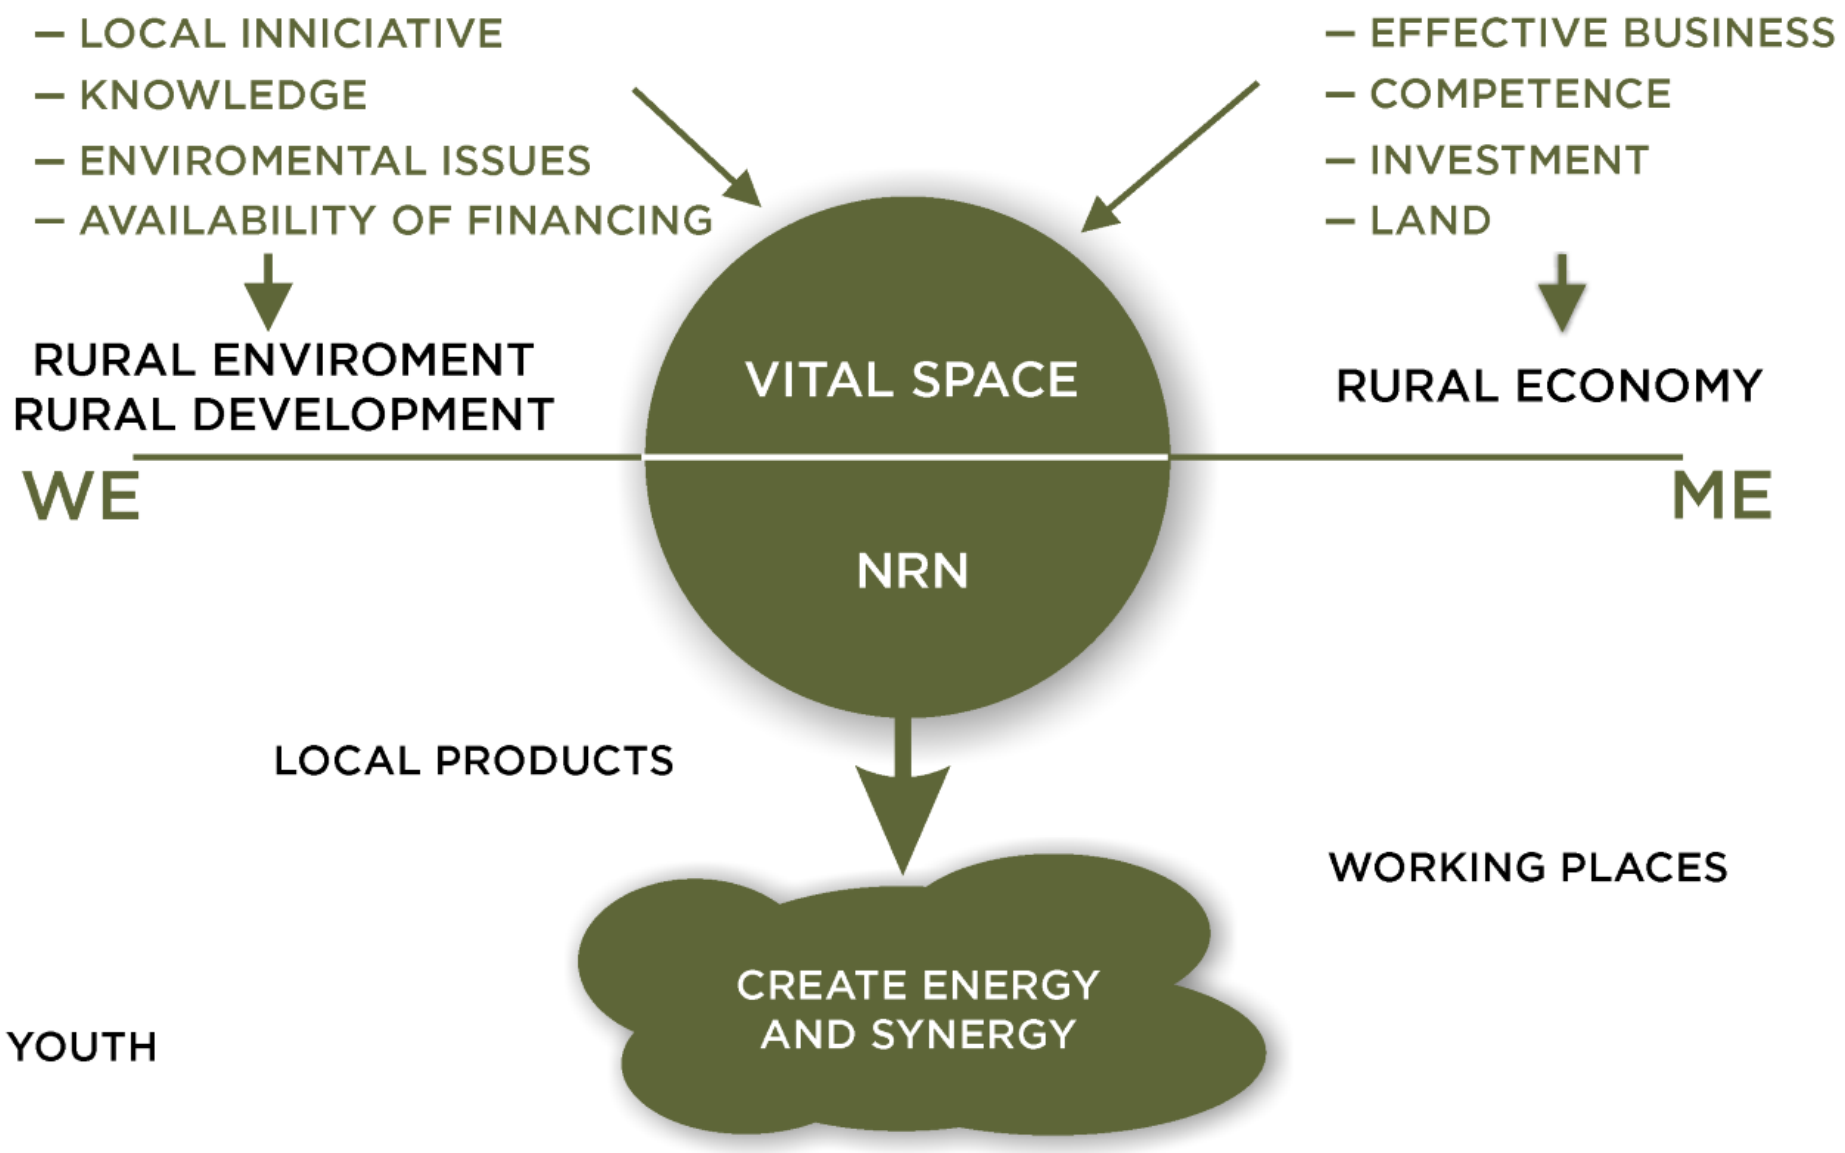 – LOCAL INNICIATIVE
– KNOWLEDGE
– ENVIROMENTAL ISSUES
– AVAILABILITY OF FINANCING
– EFFECTIVE BUSINESS
– COMPETENCE
– INVESTMENT
– LAND
RURAL ENVIROMENT
RURAL DEVELOPMENT
VITAL SPACE
RURAL ECONOMY
WE
ME
NRN
LOCAL PRODUCTS
WORKING PLACES
CREATE ENERGY
AND SYNERGY
YOUTH